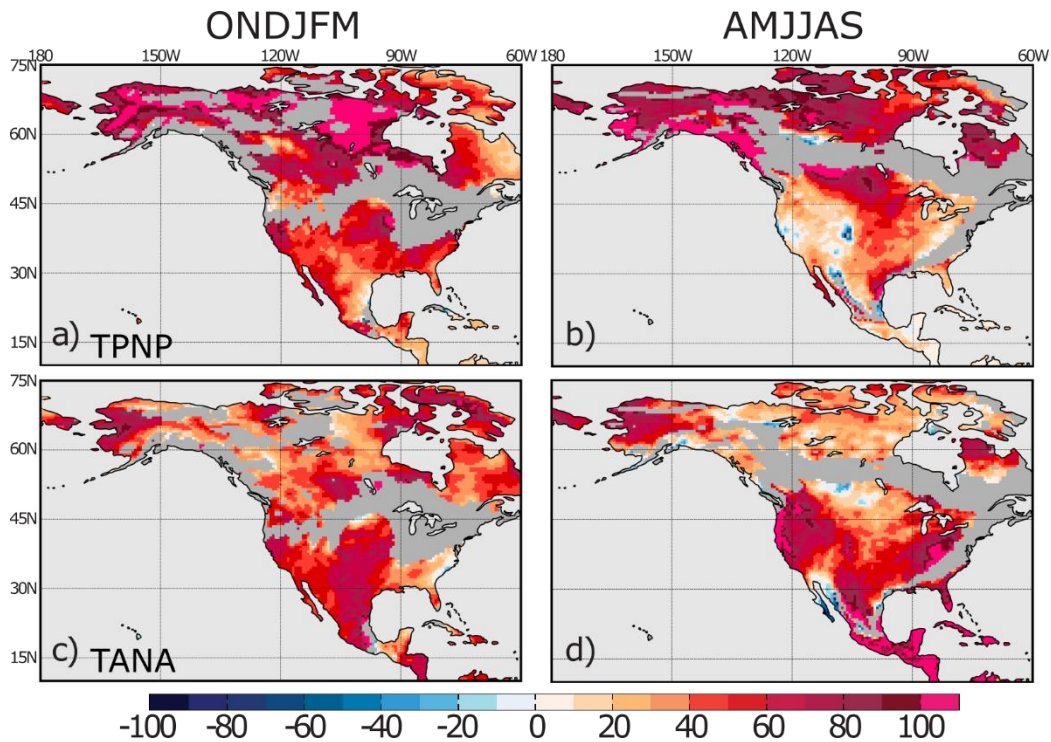 ONDJFM AMJJAS
180 150W 120W 90W 60W 180 150W 120W 90W 60W
75N
60N
45N
30N
15N
a) TPNP b)
75N
60N
45N
30N
15N
c) TANA d)
-100 -80 -60 -40 -20 0 20 40 60 80 100